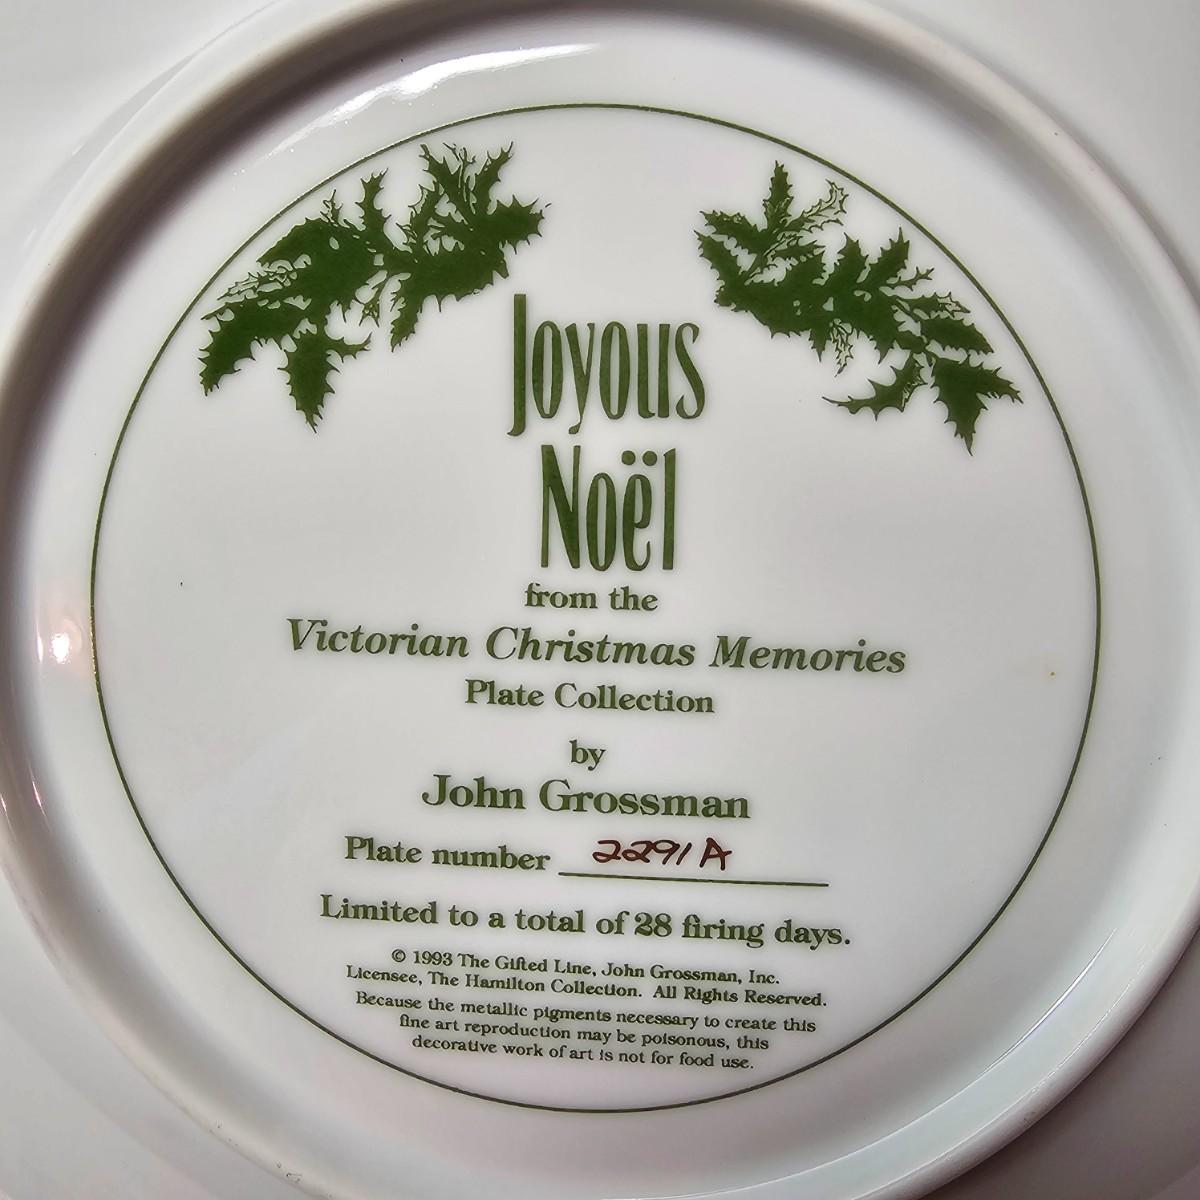 Joyous
Noël
from the
Victorian Christmas Memories
Plate Collection
by
John Grossman
Plate number 2291A
Limited to a total of 28 firing days.
© 1993 The Gifted Line, John Grossman, Inc.
Licensee, The Hamilton Collection. All Rights Reserved.
Because the metallic pigments necessary to create this
fine art reproduction may be poisonous, this
decorative work of art is not for food use.